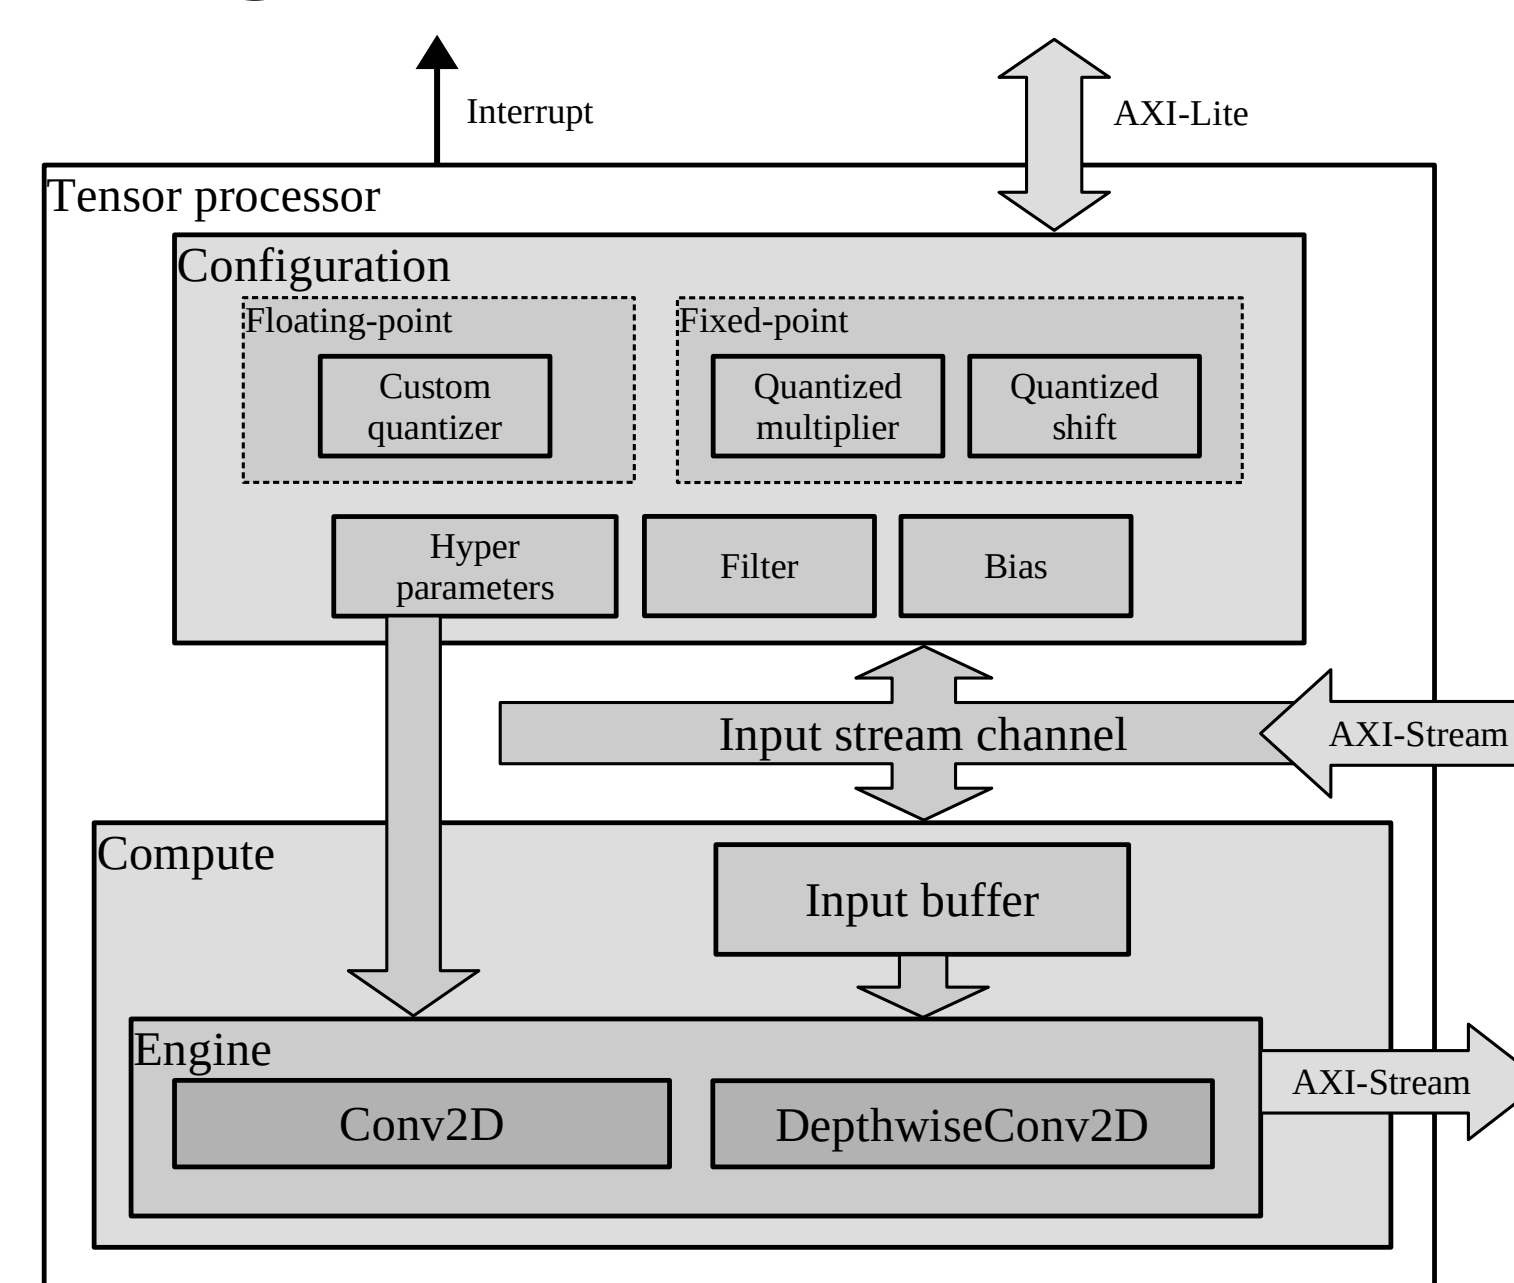 Interrupt
AXI-Lite
Tensor processor
Configuration
Floating-point
Fixed-point
Custom
quantizer
Quantized
multiplier
Quantized
shift
Hyper
parameters
Filter
Bias
Input stream channel
AXI-Stream
Compute
Input buffer
Engine
AXI-Stream
Conv2D
DepthwiseConv2D